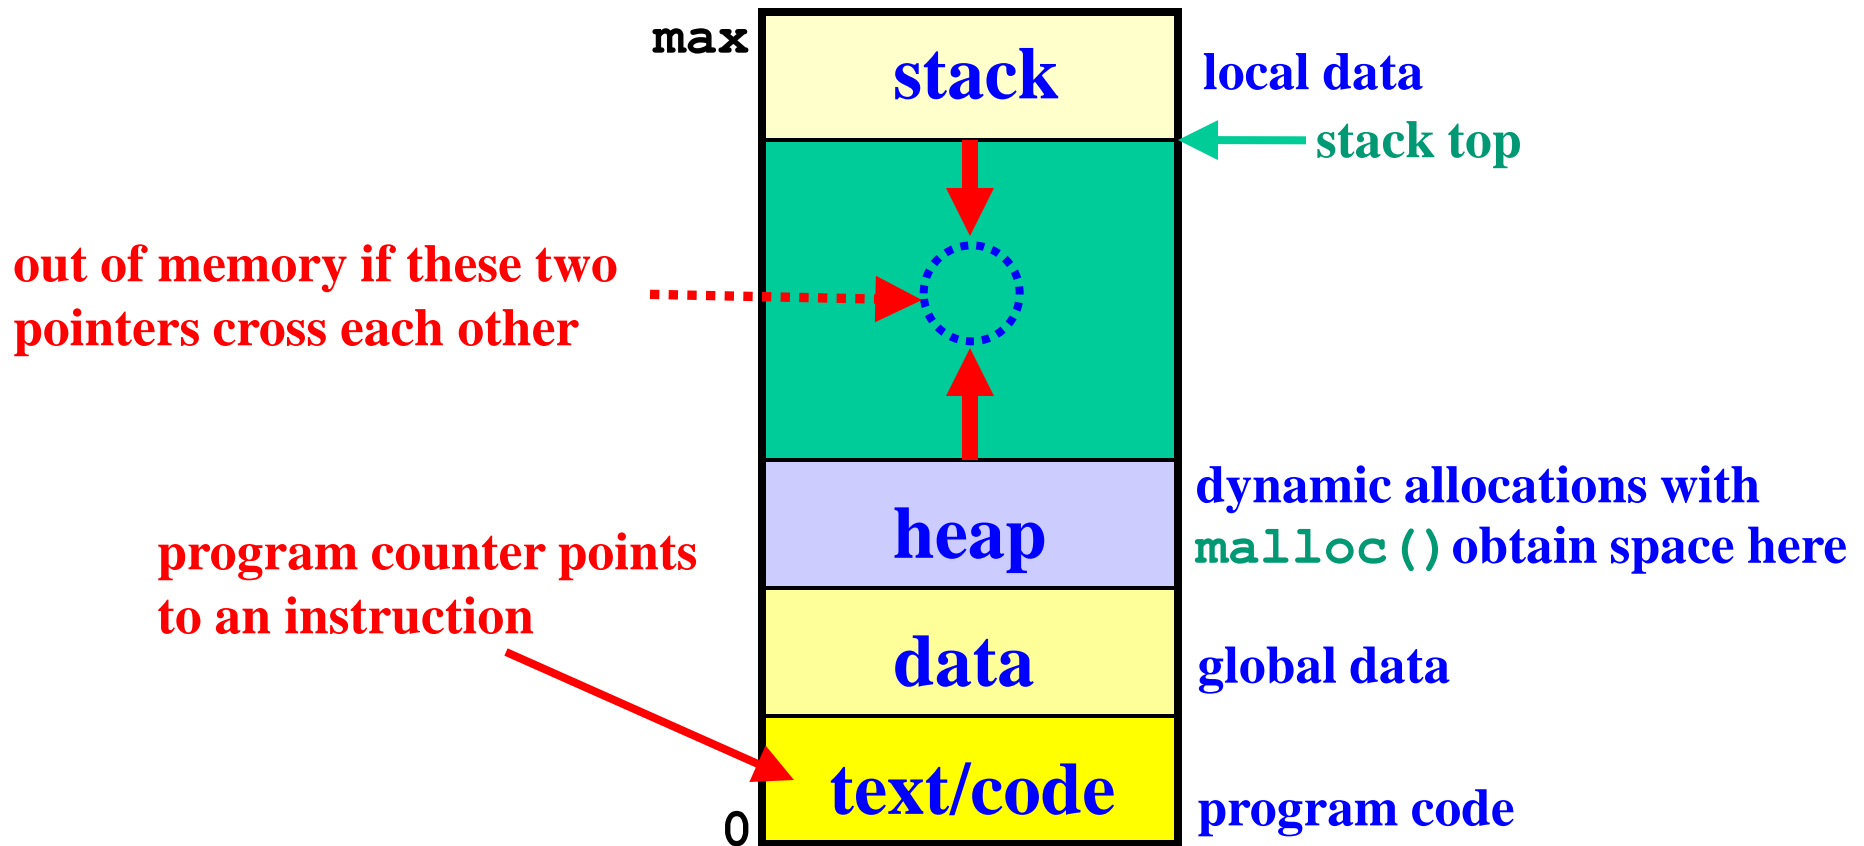 max
stack
local data
stack top
out of memory if these two
pointers cross each other
dynamic allocations with
malloc() obtain space here
heap
program counter points
to an instruction
data
global data
text/code
program code
0